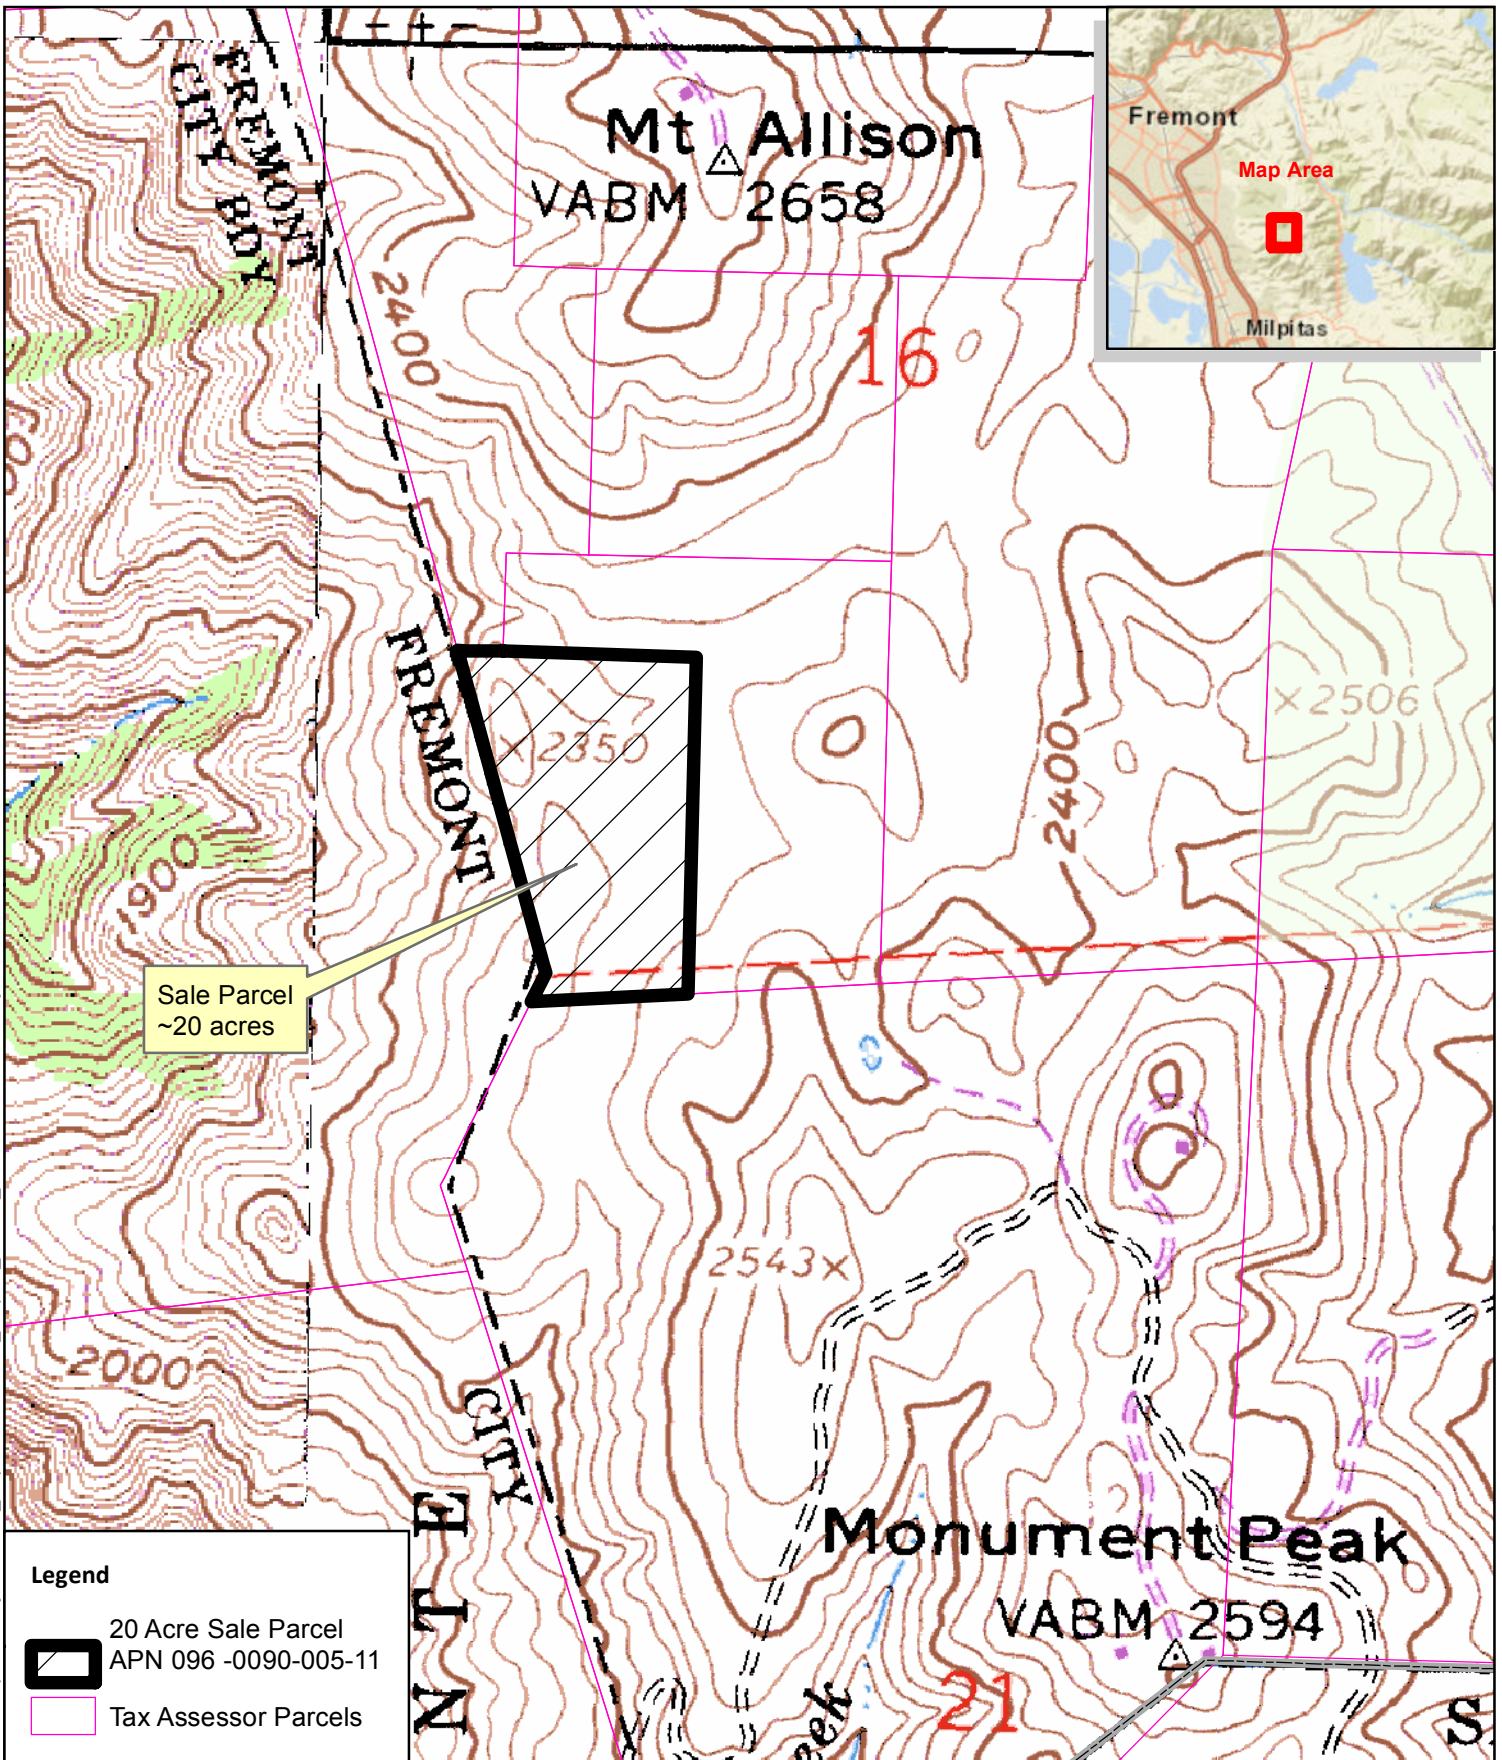 FREMONT
CITY BDY
Mt Allison
VABM 2658
Fremont
Map Area
Milpitas
2400
16
FREMONT
×2350
×2506
2400
1900
Sale Parcel
~20 acres
2543×
2000
CITY
Monument Peak
VABM 2594
21
NTE
eek
S
Legend
20 Acre Sale Parcel
APN 096 -0090-005-11
Tax Assessor Parcels